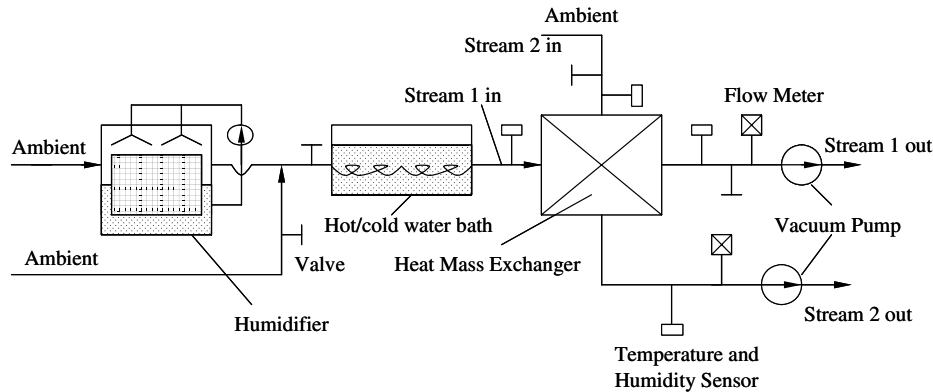 Ambient
Stream 2 in
Stream 1 in
Flow Meter
Ambient
Stream 1 out
Hot/cold water bath
Vacuum Pump
Ambient
Valve
Heat Mass Exchanger
Humidifier
Stream 2 out
Temperature and
Humidity Sensor